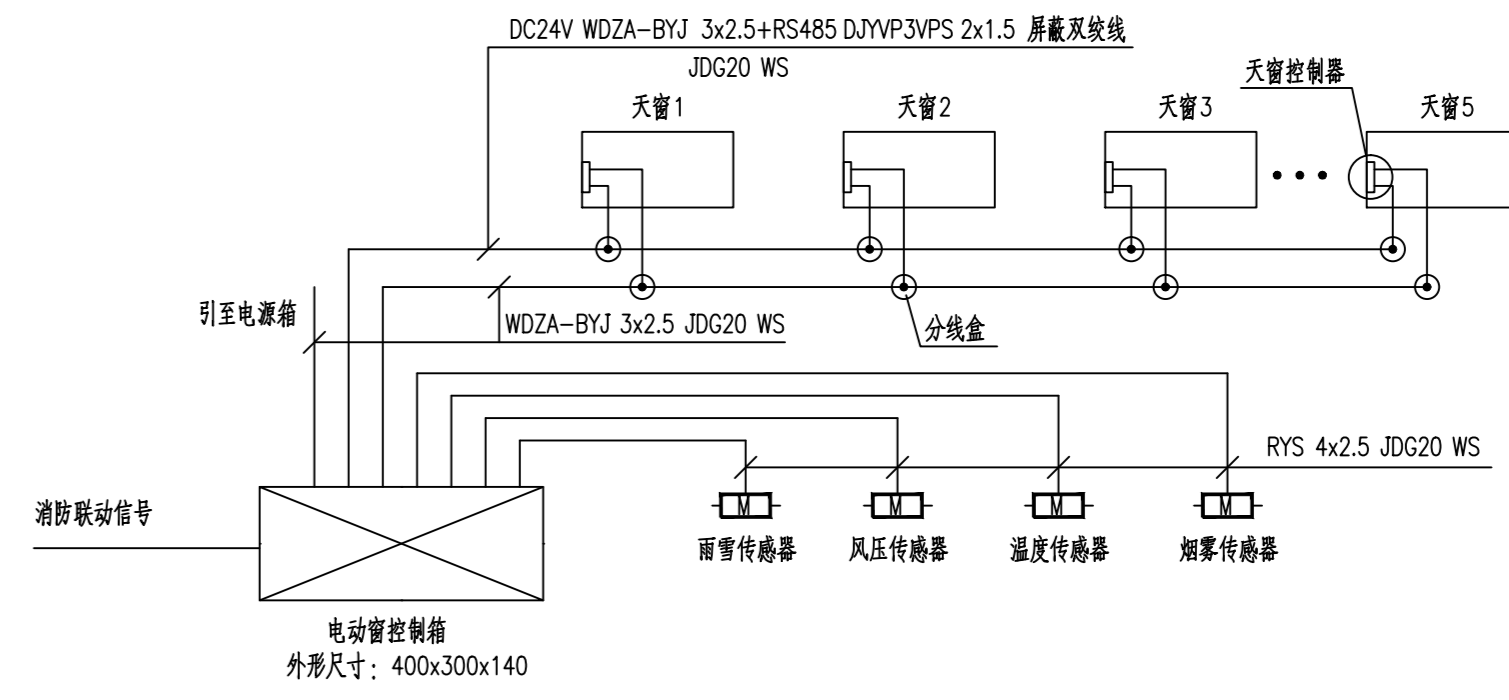 DC24V WDZA-BYJ 3x2.5+RS485 DJYVP3VPS 2x1.5 屏蔽双绞线
JDG20 WS
天窗控制器
天窗1
天窗2
天窗3
天窗5
引至电源箱
WDZA-BYJ 3x2.5 JDG20 WS
分线盒
RYS 4x2.5 JDG20 WS
消防联动信号
M
M
M
M
雨雪传感器
风压传感器
温度传感器
烟雾传感器
电动窗控制箱
外形尺寸：400x300x140